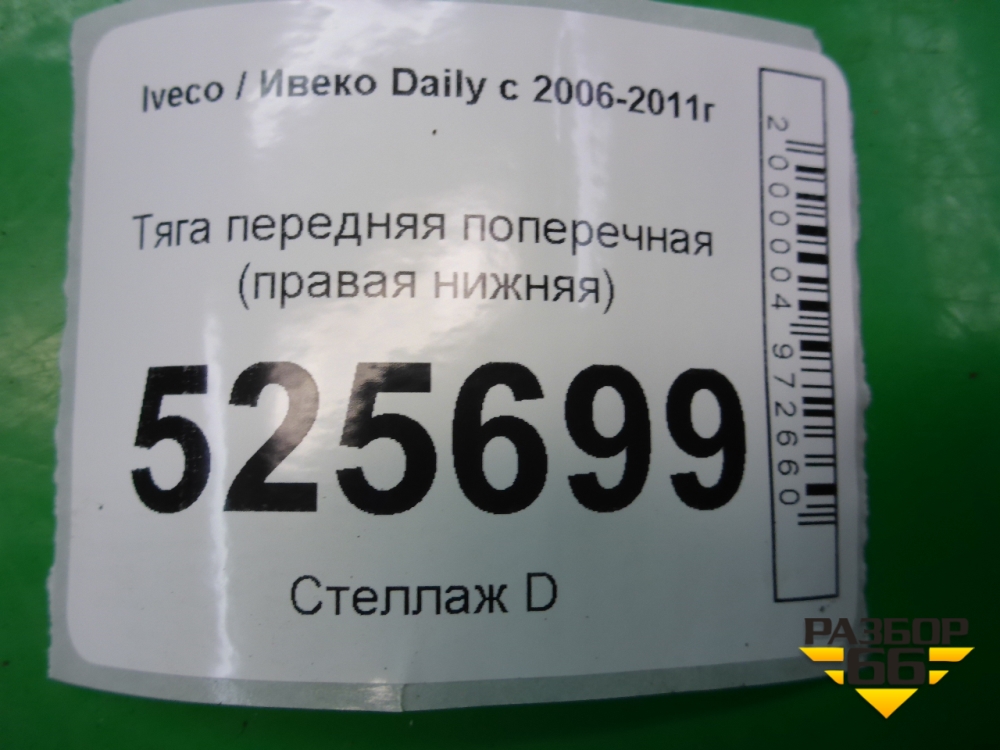 Iveco / Ивеко Daily с 2006-2011г
Тяга передняя поперечная
(правая нижняя)
525699
Стеллаж D
2000004972660
РАЗБОР
66